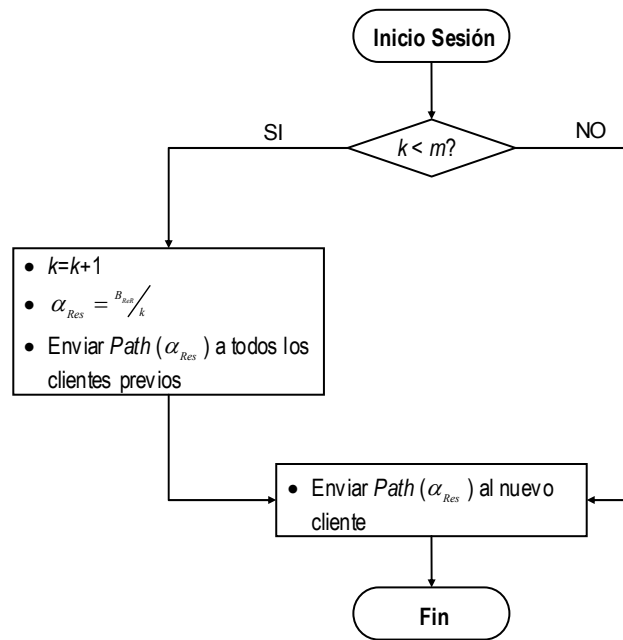 Inicio Sesión
SI
NO
k < m?
• k=k+1
• α_Res = B_ReR/k
• Enviar Path (α_Res) a todos los
clientes previos
• Enviar Path (α_Res) al nuevo
cliente
Fin